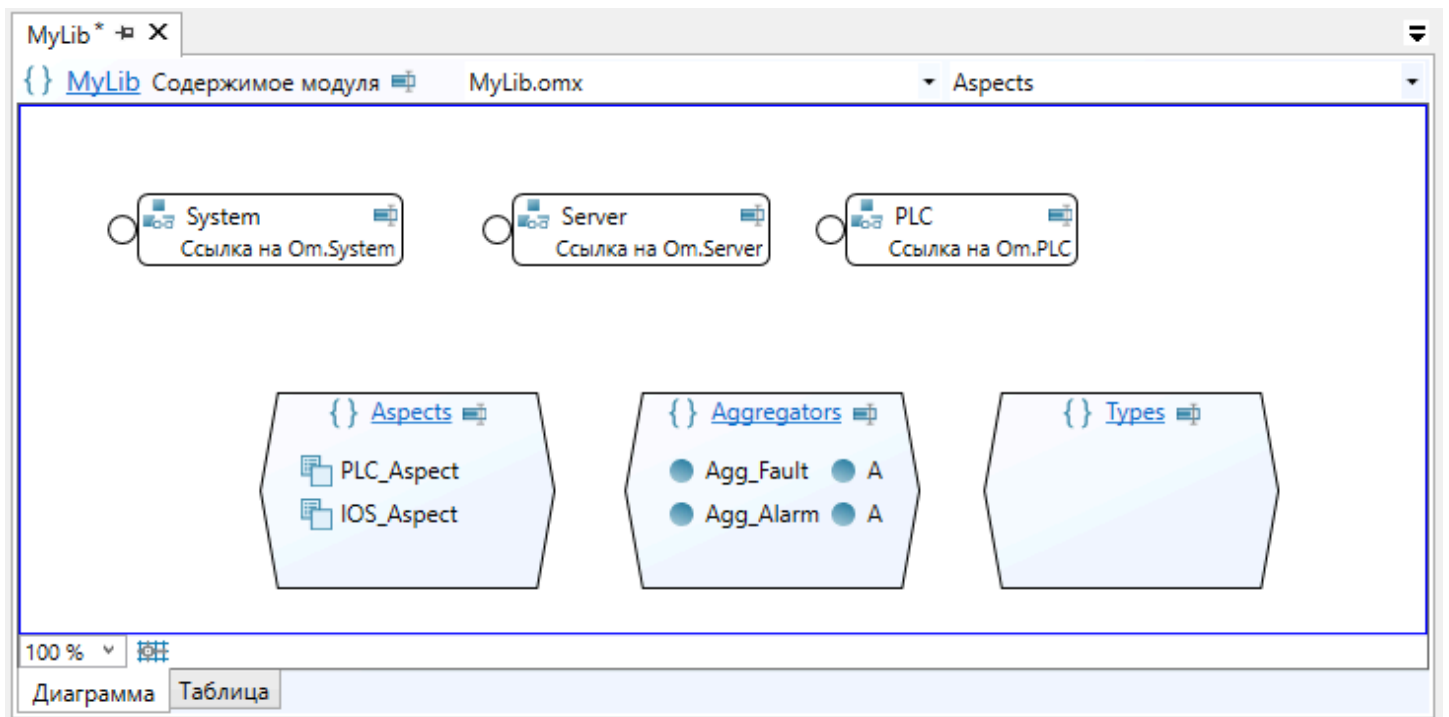 MyLib*
{ } MyLib Содержимое модуля MyLib.omx Aspects
System Server PLC
Ссылка на Om.System Ссылка на Om.Server Ссылка на Om.PLC
{ } Aspects { } Aggregators { } Types
PLC_Aspect Agg_Fault A
IOS_Aspect Agg_Alarm A
100 %
Диаграмма Таблица